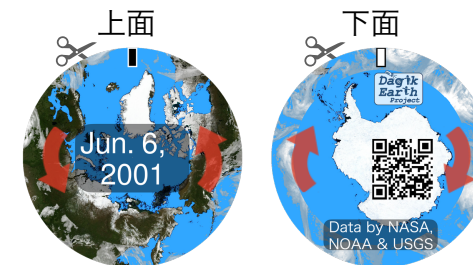 上面
下面
Jun. 6,
2001
Dagik
Earth
Project
Data by NASA,
NOAA & USGS